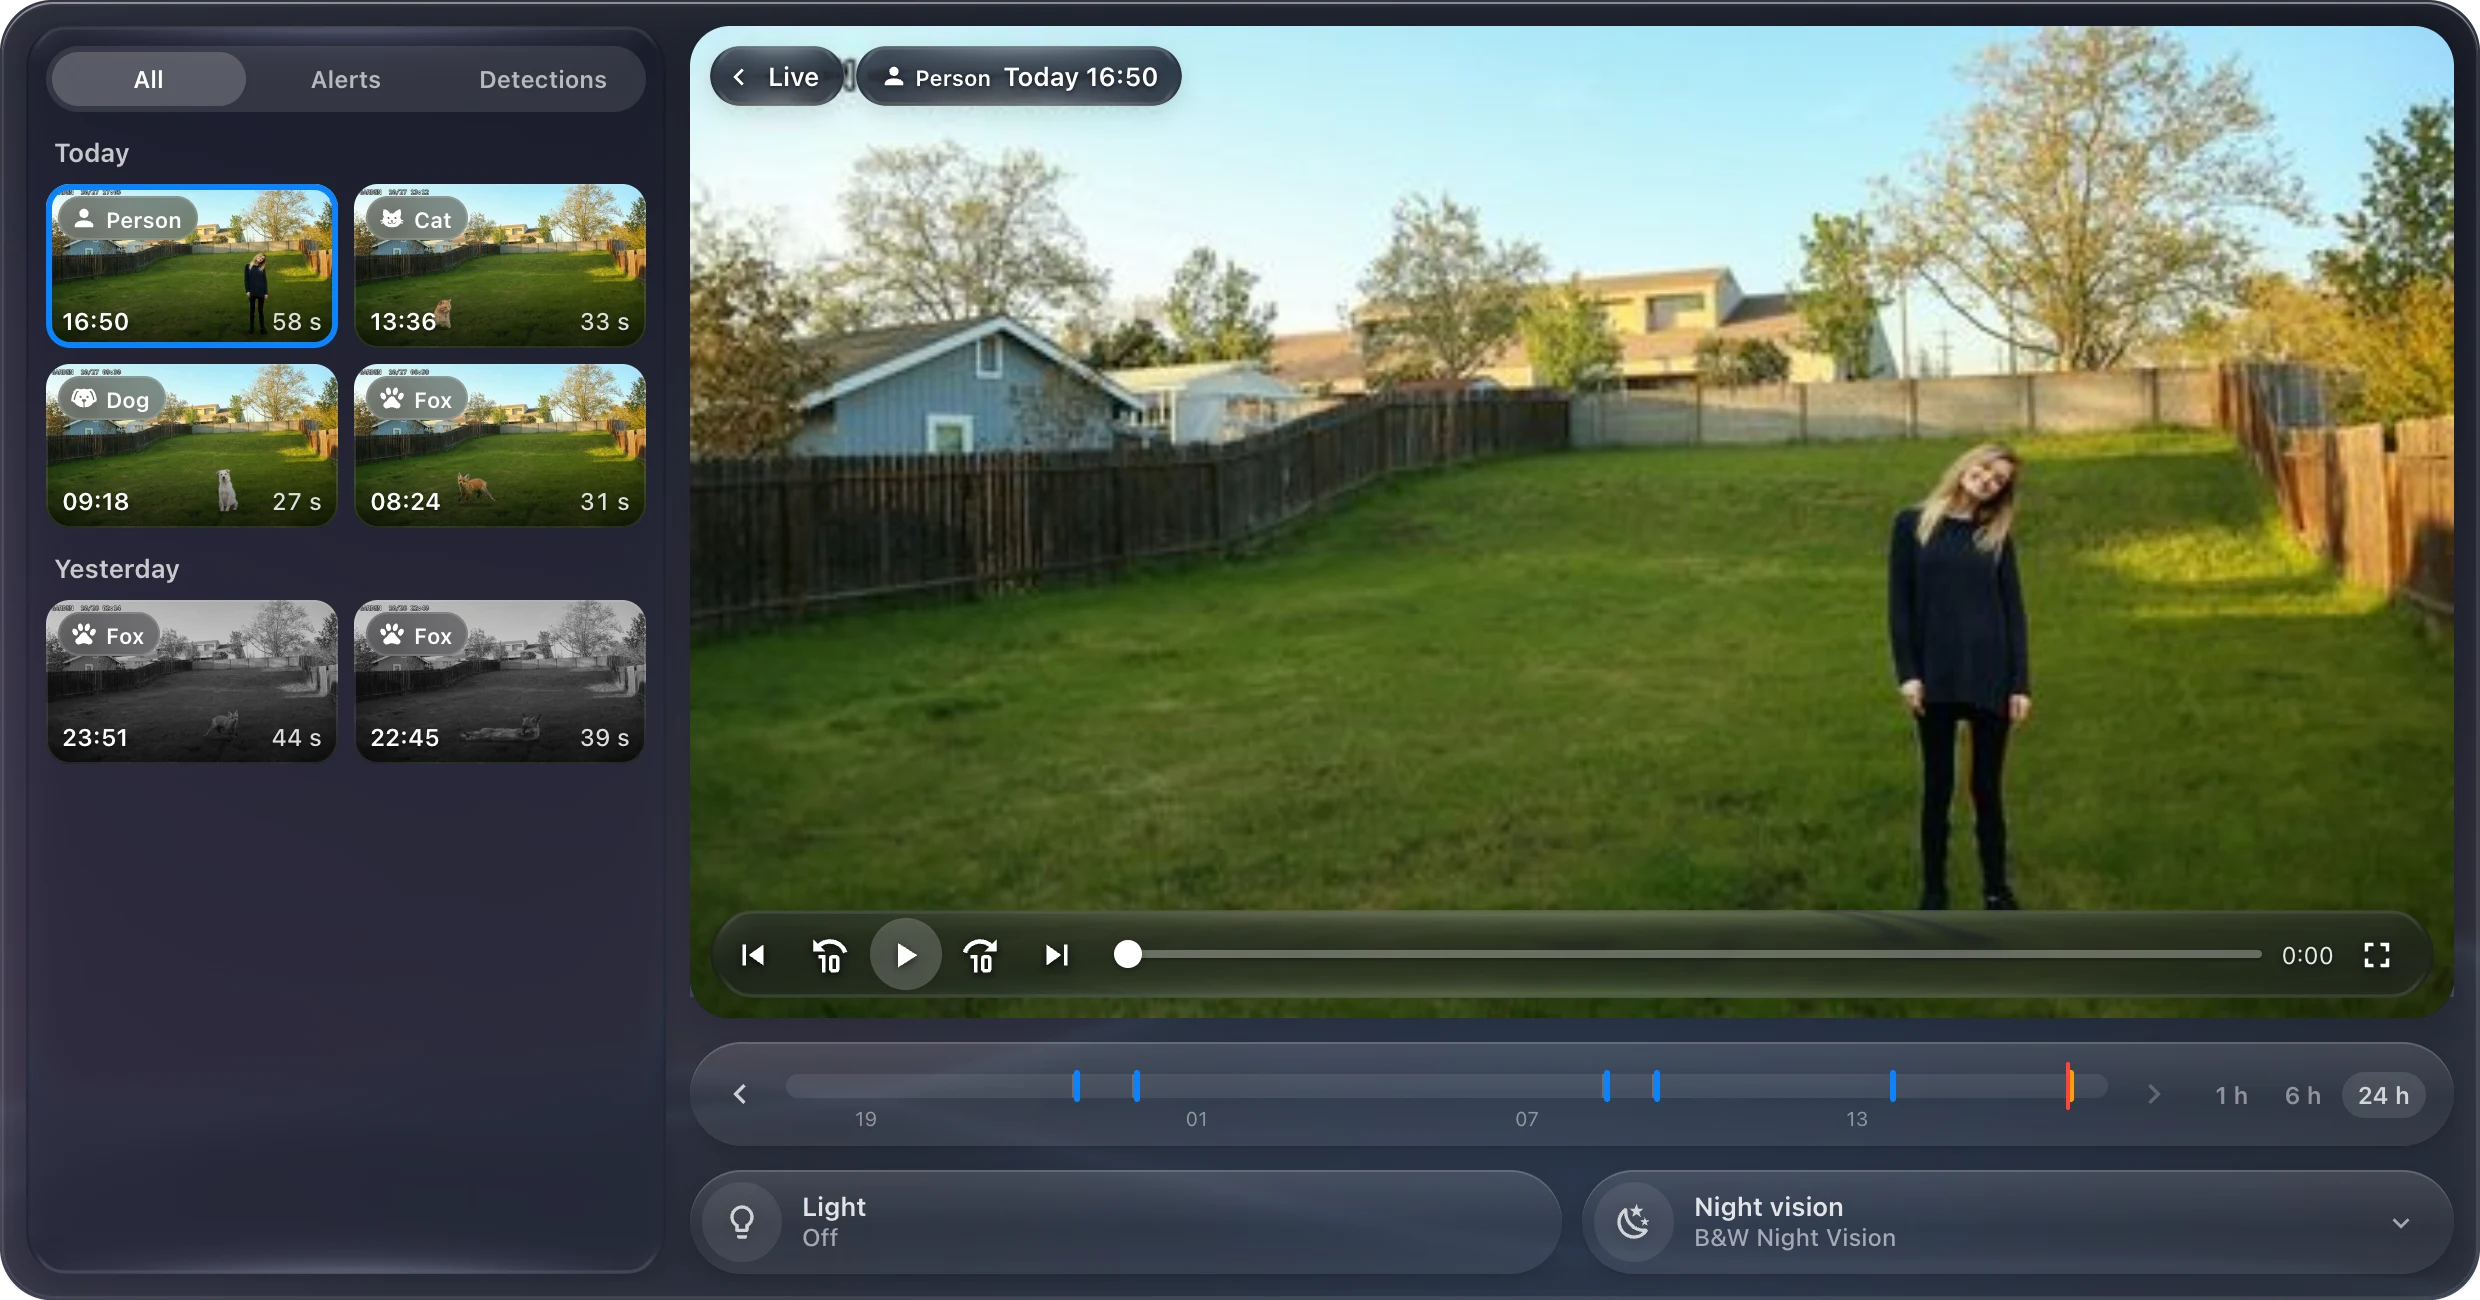 All Alerts Detections
Today
Person
16:50 58 s
Cat
13:36 33 s
Dog
09:18 27 s
Fox
08:24 31 s
Yesterday
Fox
23:51 44 s
Fox
22:45 39 s
Live
Person Today 16:50
10 10
0:00
19 01 07 13
1 h 6 h 24 h
Light
Off
Night vision
B&W Night Vision